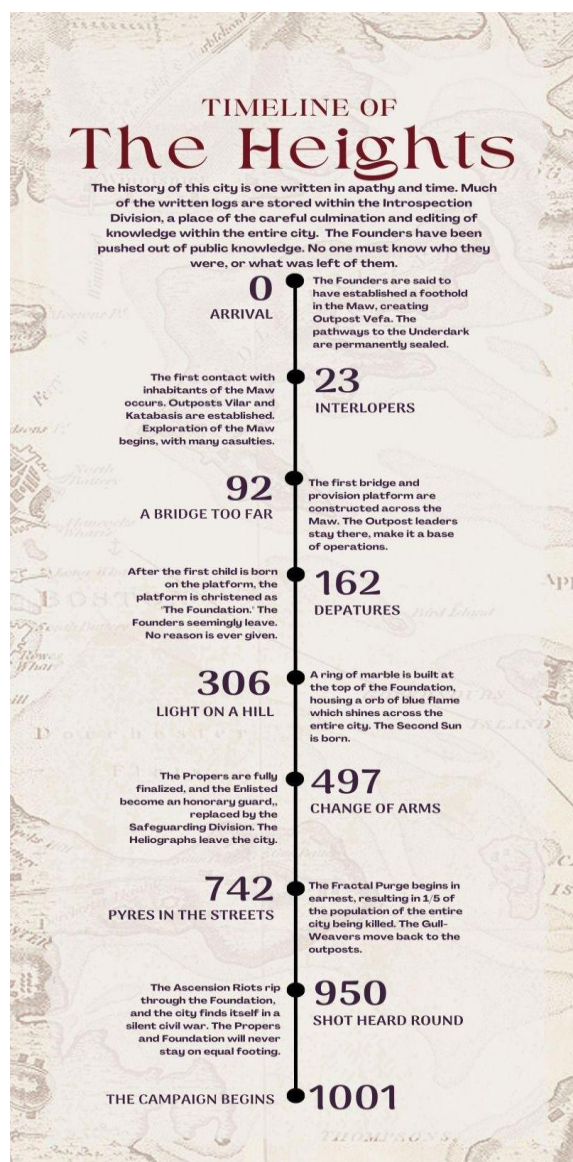 TIMELINE OF
The Heights
The history of this city is one written in apathy and time. Much
of the written logs are stored within the Introspection
Division, a place of the careful culmination and editing of
knowledge within the entire city. The Founders have been
pushed out of public knowledge. No one must know who they
were, or what was left of them.
0
ARRIVAL
The Founders are said to
have established a foothold
in the Maw, creating
Outpost Vefa. The
pathways to the Underdark
are permanently sealed.
23
INTERLOPERS
The first contact with
inhabitants of the Maw
occurs. Outposts Vilar and
Katabasis are established.
Exploration of the Maw
begins, with many casulties.
92
A BRIDGE TOO FAR
The first bridge and
provision platform are
constructed across the
Maw. The Outpost leaders
stay there, make it a base
of operations.
162
DEPATURES
After the first child is born
on the platform, the
platform is christened as
'The Foundation.' The
Founders seemingly leave.
No reason is ever given.
306
LIGHT ON A HILL
A ring of marble is built at
the top of the Foundation,
housing a orb of blue flame
which shines across the
entire city. The Second Sun
is born.
497
CHANGE OF ARMS
The Propers are fully
finalized, and the Enlisted
become an honorary guard,,
replaced by the
Safeguarding Division. The
Heliographs leave the city.
742
PYRES IN THE STREETS
The Fractal Purge begins in
earnest, resulting in 1/5 of
the population of the entire
city being killed. The Gull-
Weavers move back to the
outposts.
950
SHOT HEARD ROUND
The Ascension Riots rip
through the Foundation,
and the city finds itself in a
silent civil war. The Propers
and Foundation will never
stay on equal footing.
THE CAMPAIGN BEGINS
1001
Bird Island
BOST
Dorchester
THOMPSONS